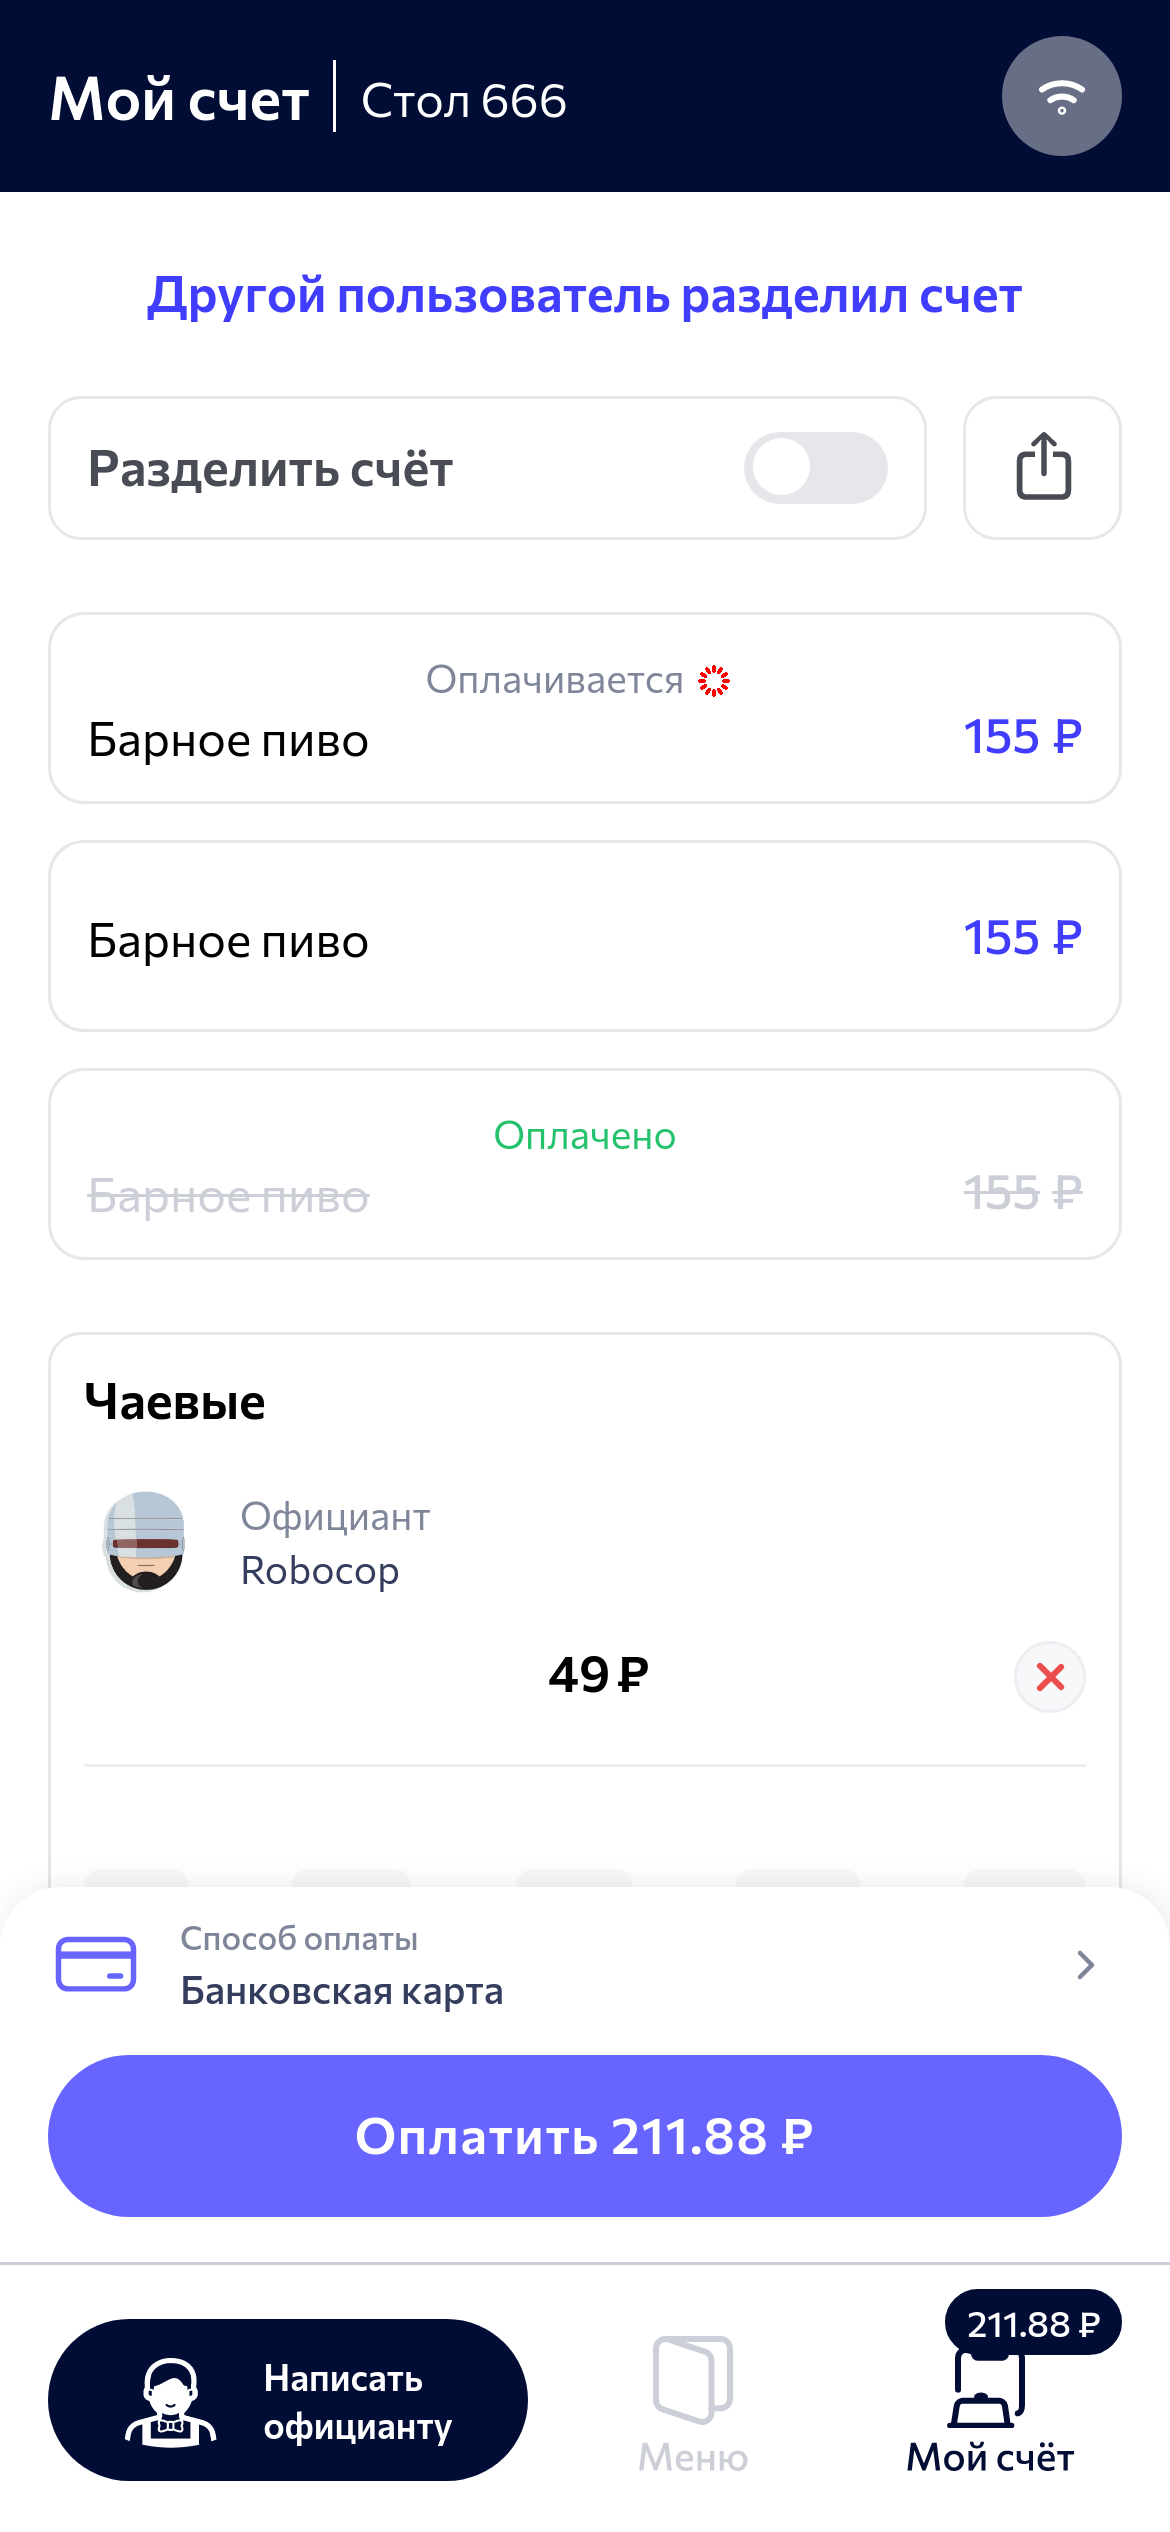 Мой счет
Стол 666
Другой пользователь разделил счет
Разделить счёт
Оплачивается
Барное пиво 155 ₽
Барное пиво 155 ₽
Оплачено
Барное пиво 155 ₽
Чаевые
Официант
Robocop
49 ₽
Способ оплаты
Банковская карта
Оплатить 211.88 ₽
211.88 ₽
Написать
официанту
Меню
Мой счёт